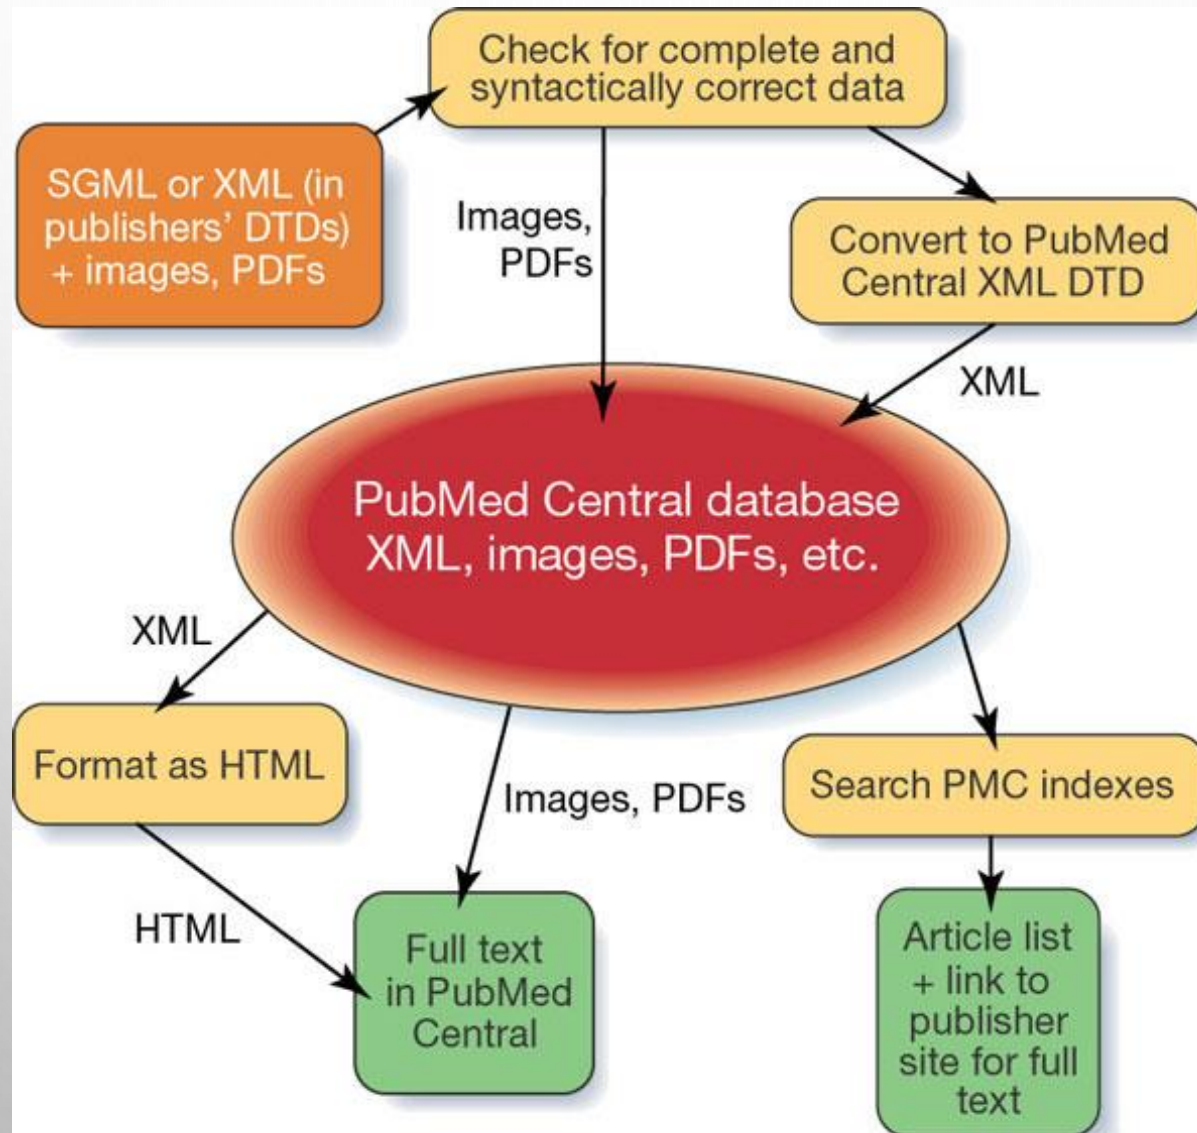 Check for complete and
syntactically correct data
SGML or XML (in
publishers’ DTDs)
+ images, PDFs
Images,
PDFs
Convert to PubMed
Central XML DTD
XML
PubMed Central database
XML, images, PDFs, etc.
XML
Format as HTML
Images, PDFs
Search PMC indexes
HTML
Full text
in PubMed
Central
Article list
+ link to
publisher
site for full
text